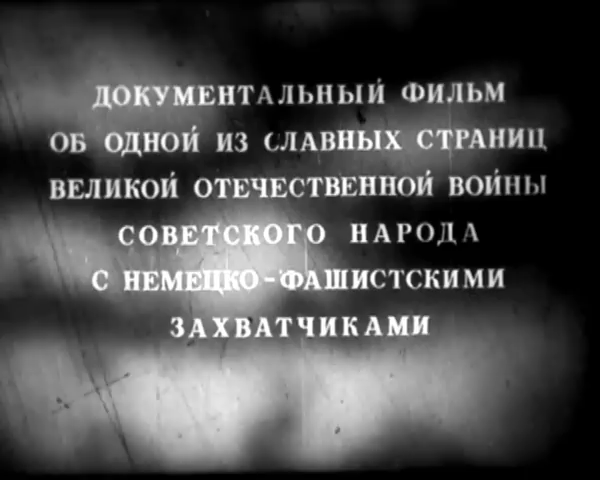 ДОКУМЕНТАЛЬНЫЙ ФИЛЬМ
ОБ ОДНОЙ ИЗ СЛАВНЫХ СТРАНИЦ
ВЕЛИКОЙ ОТЕЧЕСТВЕННОЙ ВОЙНЫ
СОВЕТСКОГО НАРОДА
С НЕМЕЦКО-ФАШИСТСКИМИ
ЗАХВАТЧИКАМИ